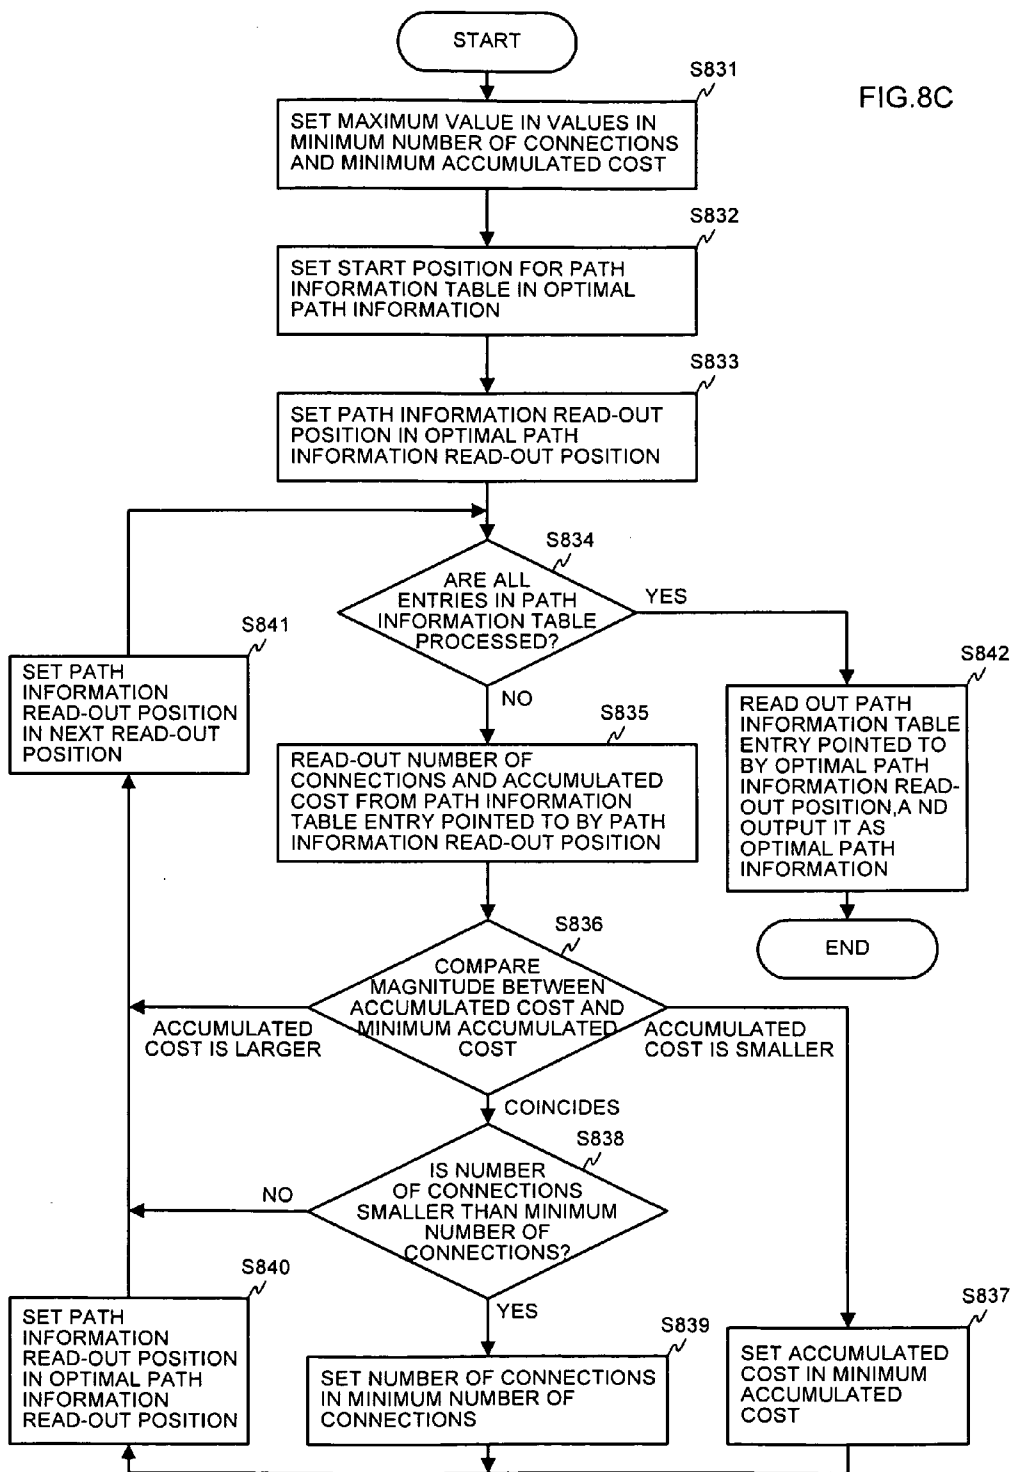 START
FIG.8C
S831
SET MAXIMUM VALUE IN VALUES IN
MINIMUM NUMBER OF CONNECTIONS
AND MINIMUM ACCUMULATED COST
S832
SET START POSITION FOR PATH
INFORMATION TABLE IN OPTIMAL
PATH INFORMATION
S833
SET PATH INFORMATION READ-OUT
POSITION IN OPTIMAL PATH
INFORMATION READ-OUT POSITION
S834
ARE ALL
ENTRIES IN PATH
INFORMATION TABLE
PROCESSED?
YES
NO
S841
SET PATH
INFORMATION
READ-OUT POSITION
IN NEXT READ-OUT
POSITION
S842
READ OUT PATH
INFORMATION TABLE
ENTRY POINTED TO
BY OPTIMAL PATH
INFORMATION READ-
OUT POSITION,A ND
OUTPUT IT AS
OPTIMAL PATH
INFORMATION
END
S835
READ-OUT NUMBER OF
CONNECTIONS AND ACCUMULATED
COST FROM PATH INFORMATION
TABLE ENTRY POINTED TO BY PATH
INFORMATION READ-OUT POSITION
S836
COMPARE
MAGNITUDE BETWEEN
ACCUMULATED COST AND
MINIMUM ACCUMULATED
COST
ACCUMULATED
COST IS LARGER
ACCUMULATED
COST IS SMALLER
COINCIDES
S838
IS NUMBER
OF CONNECTIONS
SMALLER THAN MINIMUM
NUMBER OF
CONNECTIONS?
NO
YES
S840
SET PATH
INFORMATION
READ-OUT POSITION
IN OPTIMAL PATH
INFORMATION
READ-OUT POSITION
S839
SET NUMBER OF CONNECTIONS
IN MINIMUM NUMBER OF
CONNECTIONS
S837
SET ACCUMULATED
COST IN MINIMUM
ACCUMULATED
COST